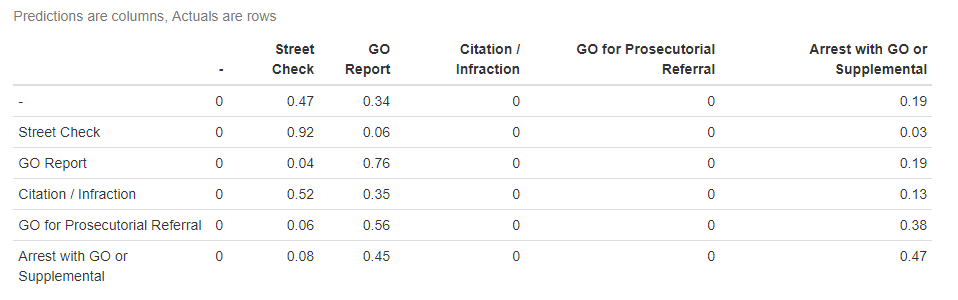 Predictions are columns, Actuals are rows
- Street Check GO Report Citation / Infraction GO for Prosecutorial Referral Arrest with GO or Supplemental
- 0 0.47 0.34 0 0 0.19
Street Check 0 0.92 0.06 0 0 0.03
GO Report 0 0.04 0.76 0 0 0.19
Citation / Infraction 0 0.52 0.35 0 0 0.13
GO for Prosecutorial Referral 0 0.06 0.56 0 0 0.38
Arrest with GO or Supplemental 0 0.08 0.45 0 0 0.47